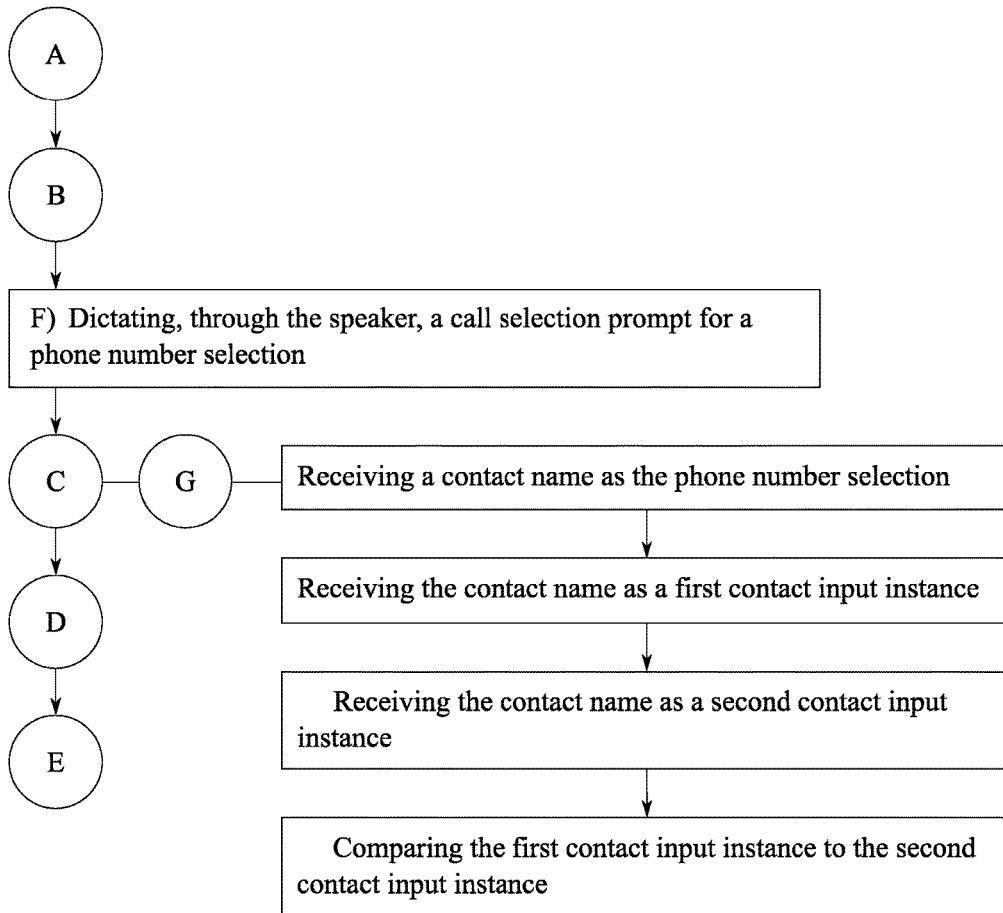 A
B
F) Dictating, through the speaker, a call selection prompt for a
phone number selection
C
G
Receiving a contact name as the phone number selection
Receiving the contact name as a first contact input instance
D
Receiving the contact name as a second contact input
instance
E
Comparing the first contact input instance to the second
contact input instance